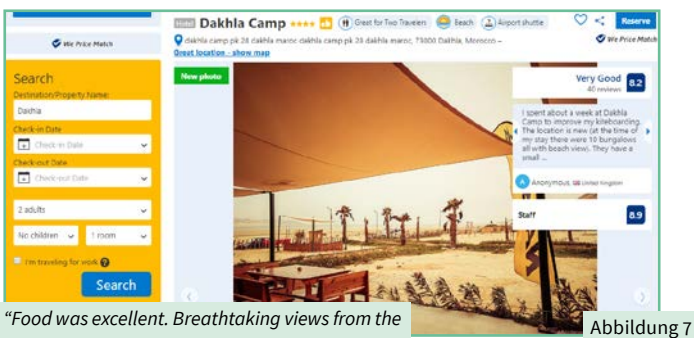 Hotel Dakhla Camp Great for Two Travelers Beach Airport shuttle Reserve
dakhla camp pk 28 dakhla maroc dakhla camp pk 28 dakhla maroc, 73000 Dakhla, Morocco –
Great location - show map
We Price Match
We Price Match
Search
Destination/Property Name:
Dakhla
Check-in Date
Check-in Date
Check-out Date
Check-out Date
2 adults
No children 1 room
I'm traveling for work
Search
New photo
Very Good 8.2
40 reviews
I spent about a week at Dakhla
Camp to improve my kiteboarding.
The location is new (at the time of
my stay there were 10 bungalows
all with beach view). They have a
small ...
A Anonymous, United Kingdom
Staff 8.9
“Food was excellent. Breathtaking views from the
Abbildung 7